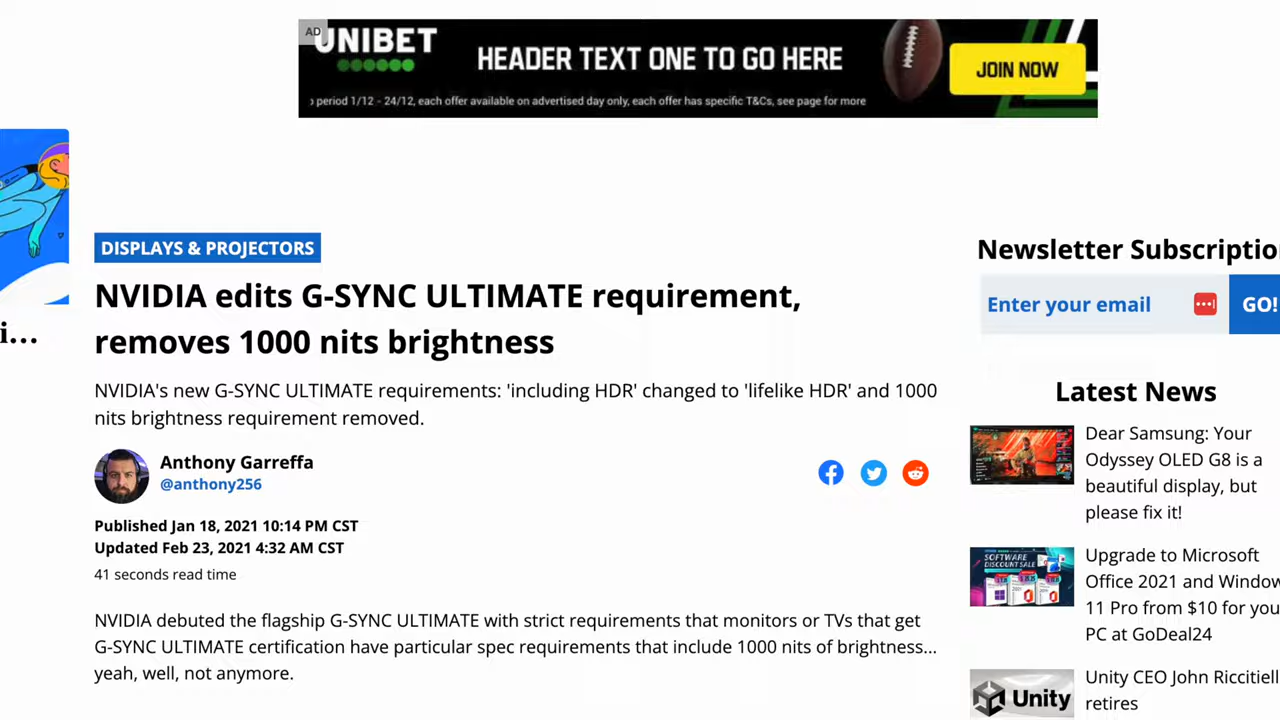 AD
UNIBET
HEADER TEXT ONE TO GO HERE
JOIN NOW
period 1/12 - 24/12, each offer available on advertised day only, each offer has specific T&Cs, see page for more
i...
DISPLAYS & PROJECTORS
NVIDIA edits G-SYNC ULTIMATE requirement,
removes 1000 nits brightness
NVIDIA's new G-SYNC ULTIMATE requirements: 'including HDR' changed to 'lifelike HDR' and 1000
nits brightness requirement removed.
Anthony Garreffa
@anthony256
Published Jan 18, 2021 10:14 PM CST
Updated Feb 23, 2021 4:32 AM CST
41 seconds read time
NVIDIA debuted the flagship G-SYNC ULTIMATE with strict requirements that monitors or TVs that get
G-SYNC ULTIMATE certification have particular spec requirements that include 1000 nits of brightness...
yeah, well, not anymore.
Newsletter Subscriptio
Enter your email
GO!
Latest News
Dear Samsung: Your
Odyssey OLED G8 is a
beautiful display, but
please fix it!
SOFTWARE
DISCOUNT SALE
Upgrade to Microsoft
Office 2021 and Window
11 Pro from $10 for you
PC at GoDeal24
Unity
Unity CEO John Riccitiell
retires